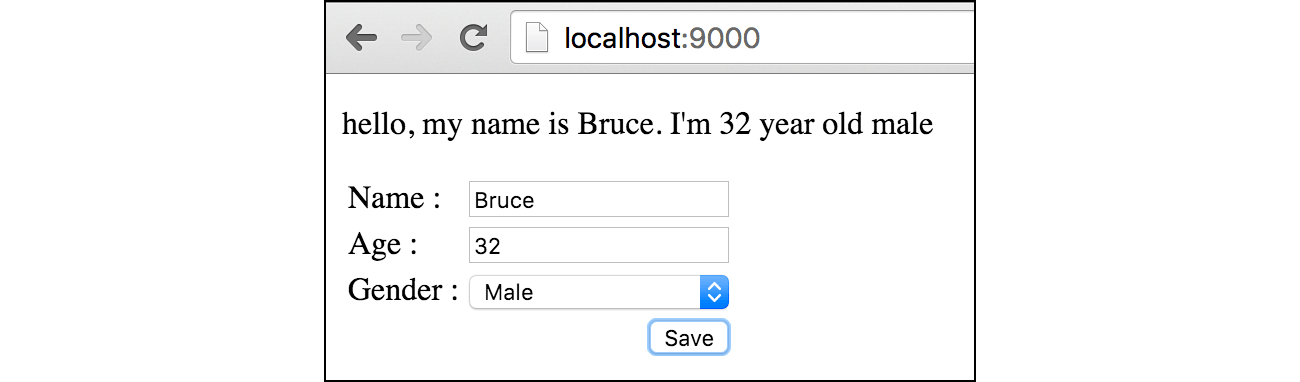 localhost:9000
hello, my name is Bruce. I'm 32 year old male
Name : Bruce
Age : 32
Gender : Male
Save